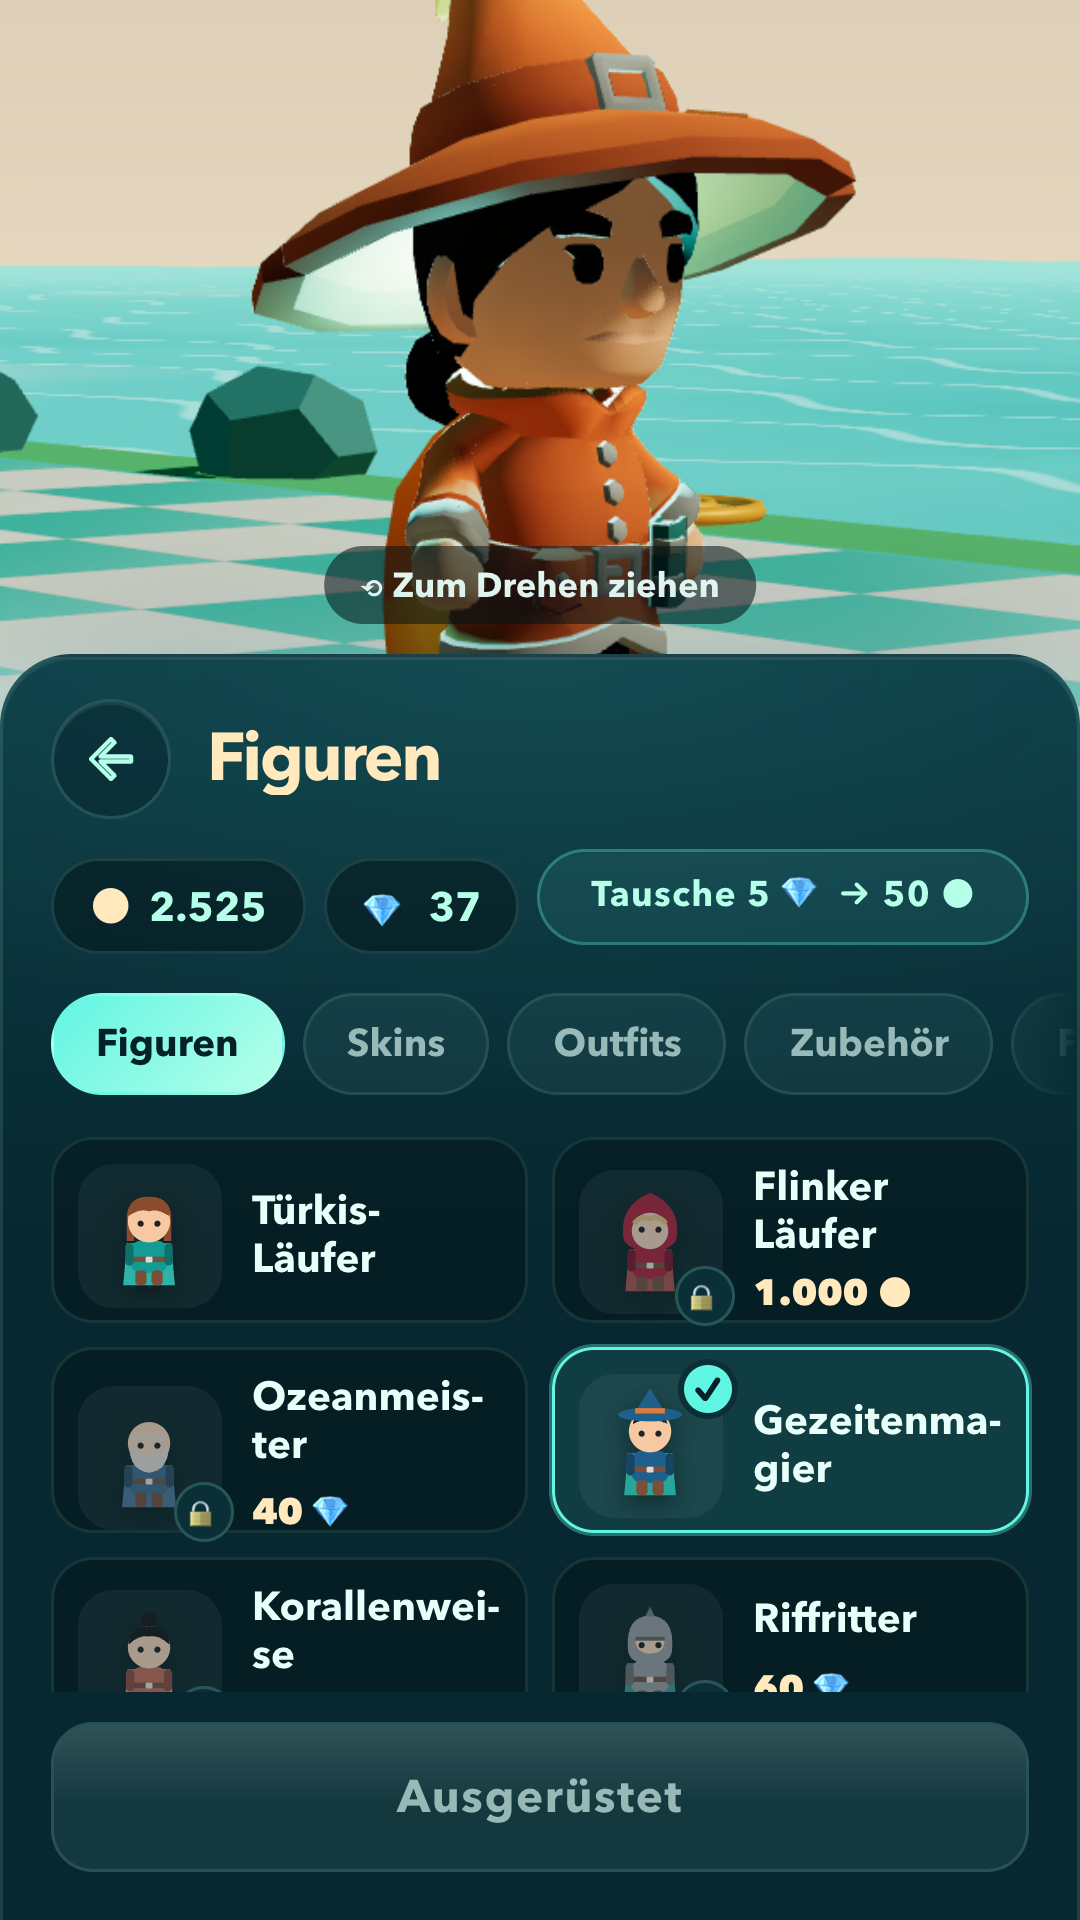 Zum Drehen ziehen
Figuren
2.525
37
Tausche 5 💎 → 50
Figuren
Skins
Outfits
Zubehör
Türkis-
Läufer
Flinker
Läufer
1.000
Ozeanmeis-
ter
40 💎
Gezeitenma-
gier
Korallenwei-
se
Riffritter
60 💎
Ausgerüstet